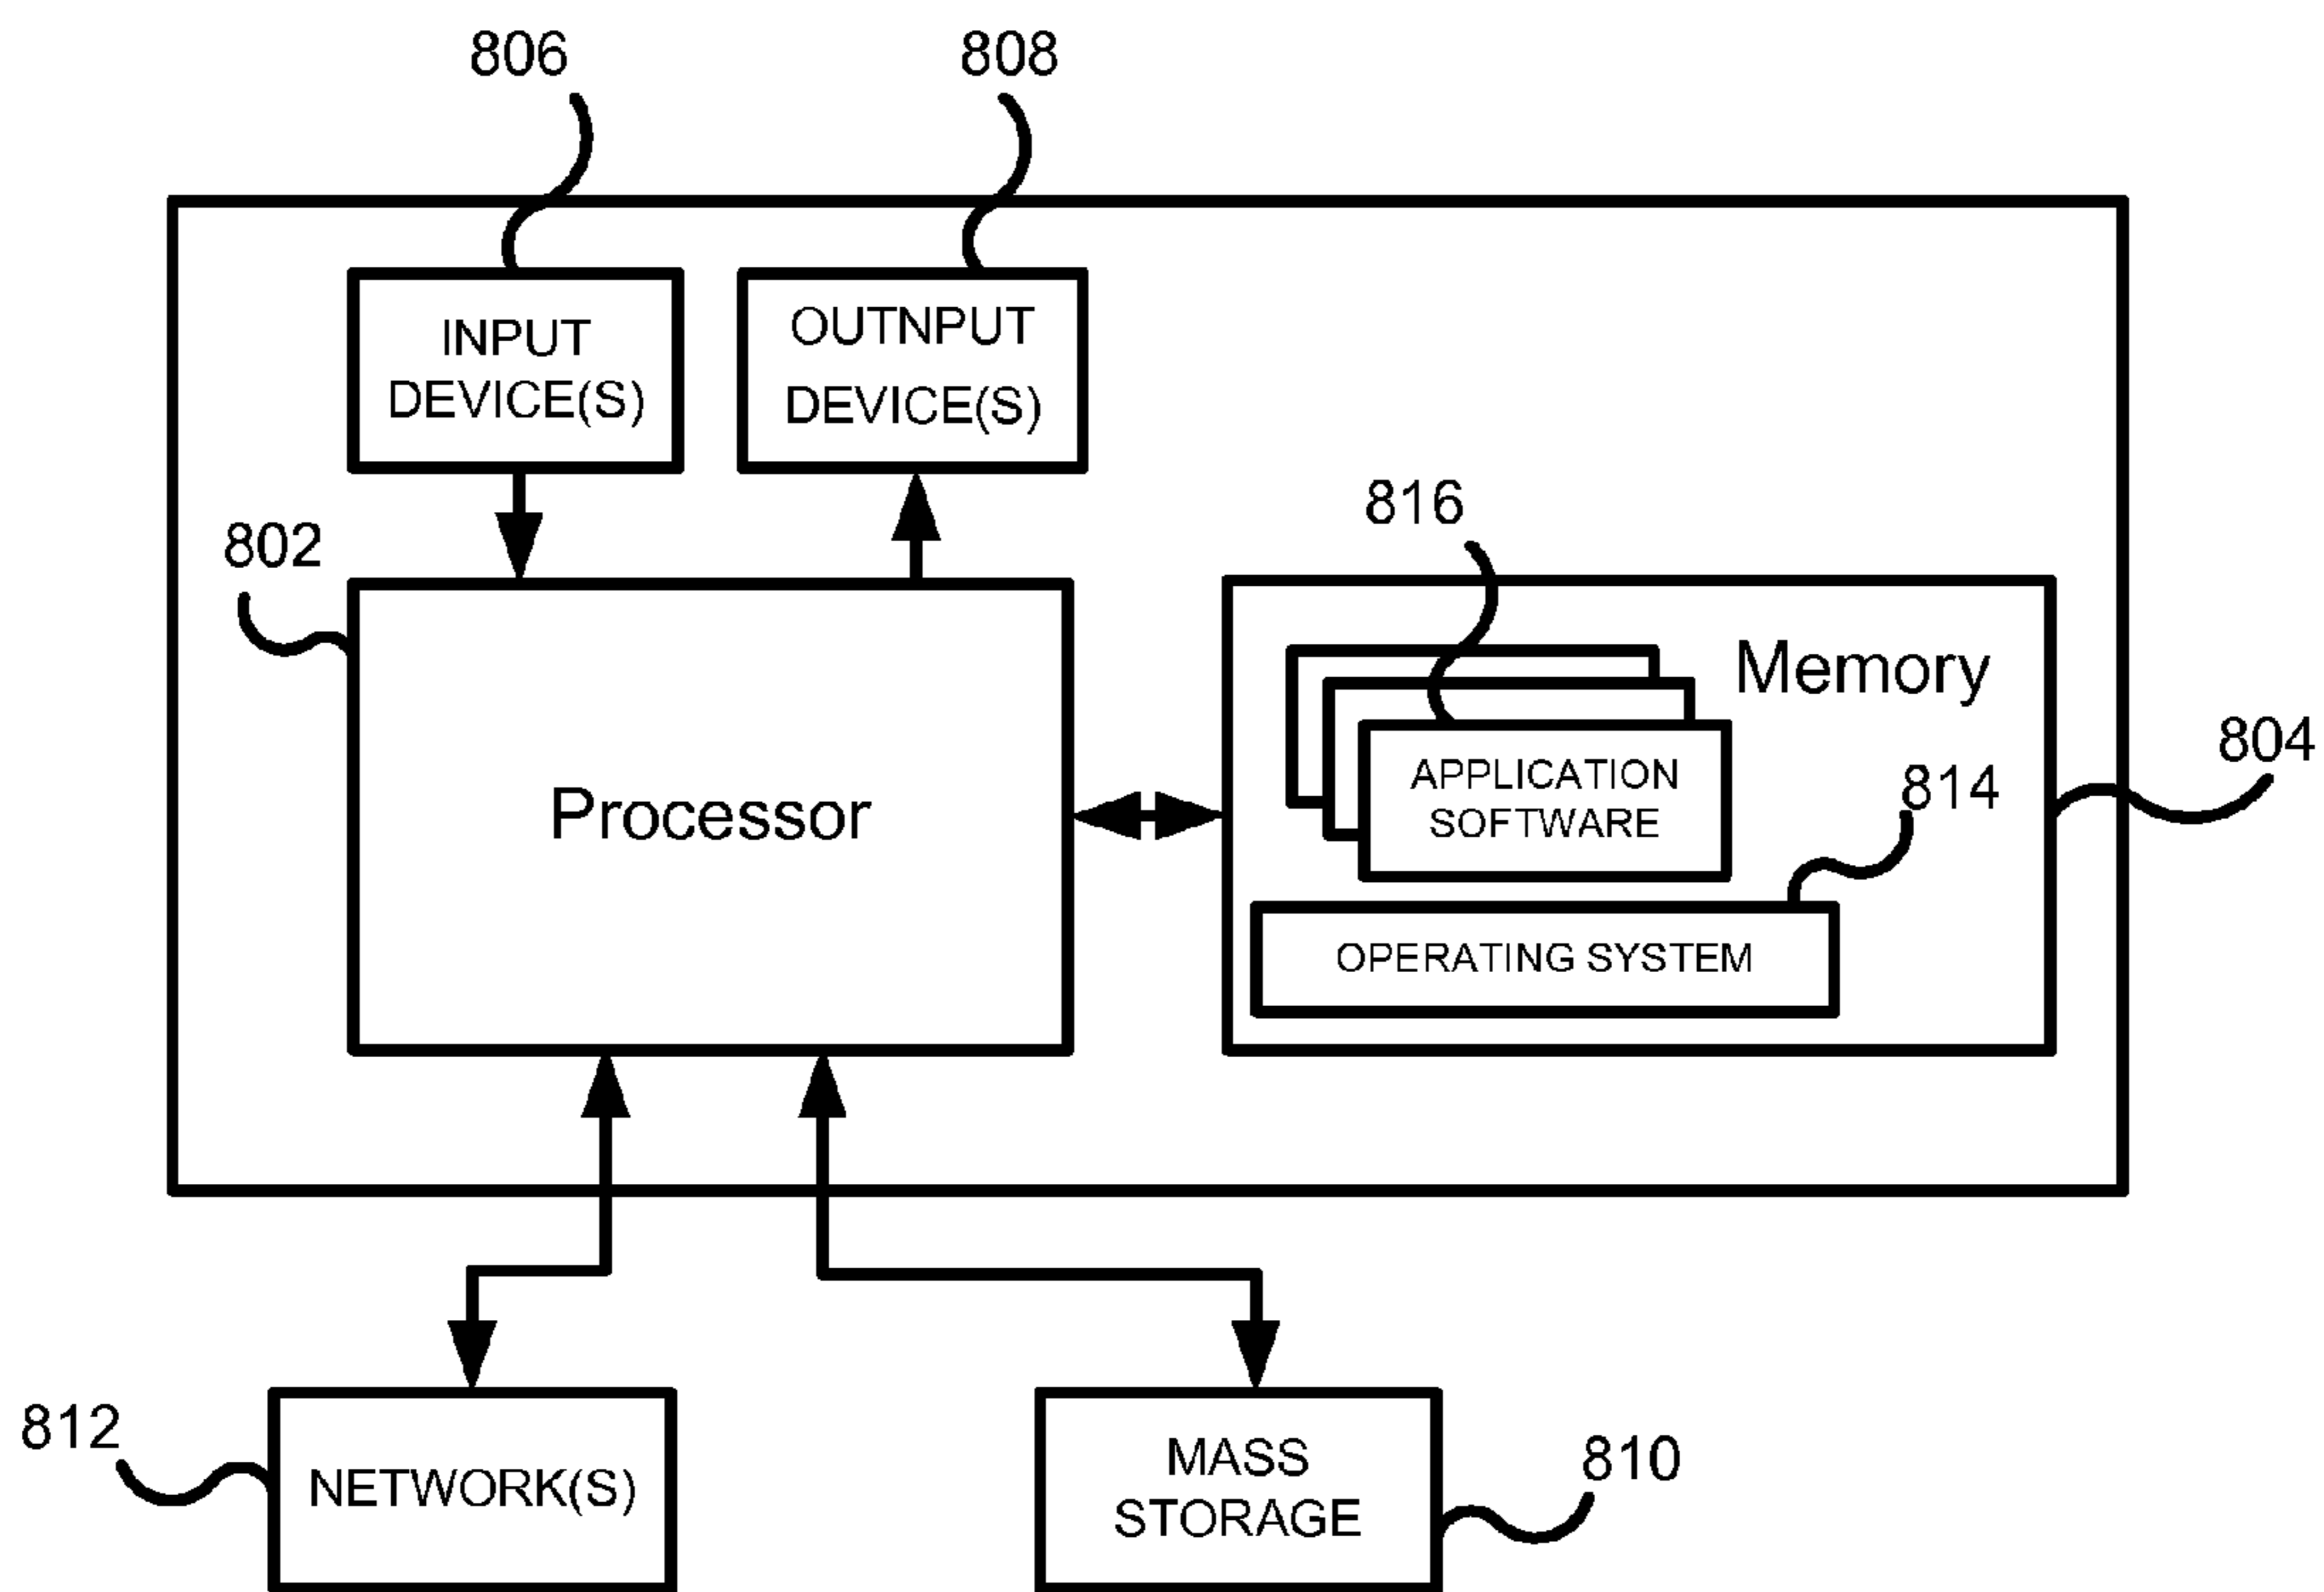 806
808
INPUT
DEVICE(S)
OUTNPUT
DEVICE(S)
802
816
Processor
Memory
804
APPLICATION
SOFTWARE
814
OPERATING SYSTEM
812
NETWORK(S)
MASS
STORAGE
810